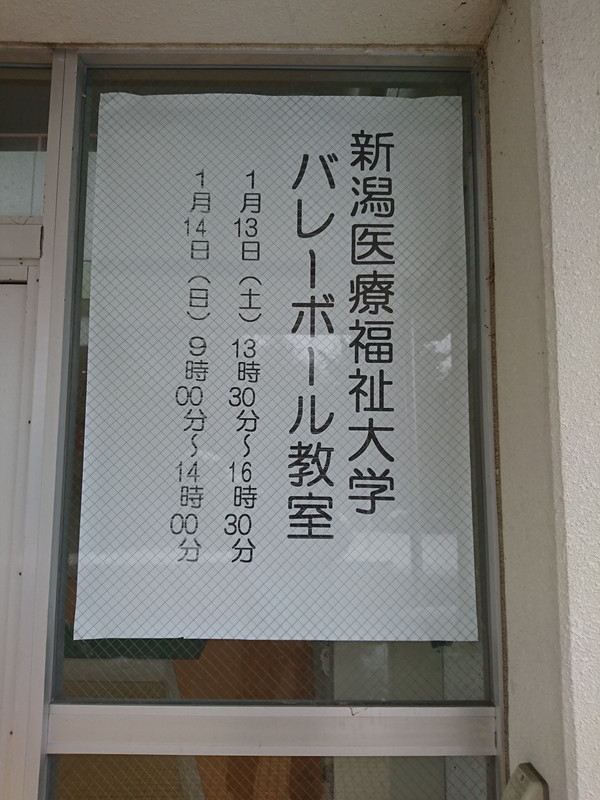 新潟医療福祉大学
バレーボール教室
1月13日（土）13時30分～16時30分
1月14日（日）9時00分～14時00分